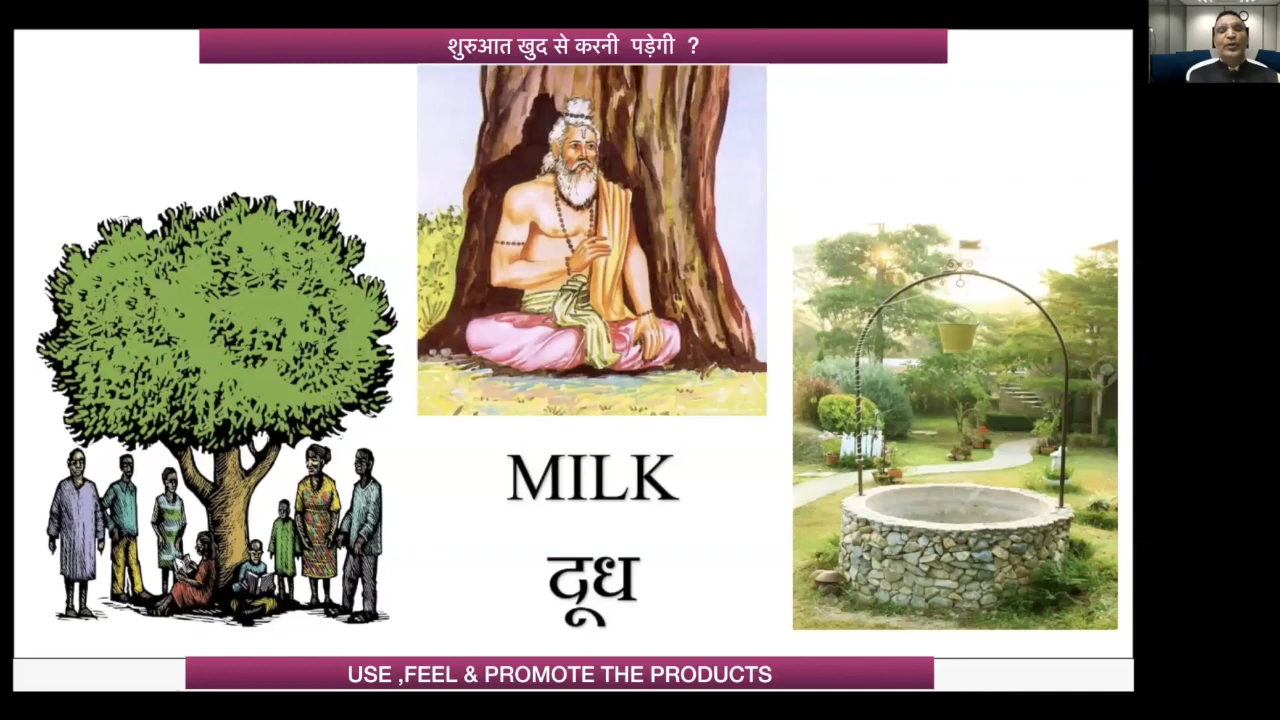 शुरुआत खुद से करनी पड़ेगी ?
MILK
दूध
USE ,FEEL & PROMOTE THE PRODUCTS